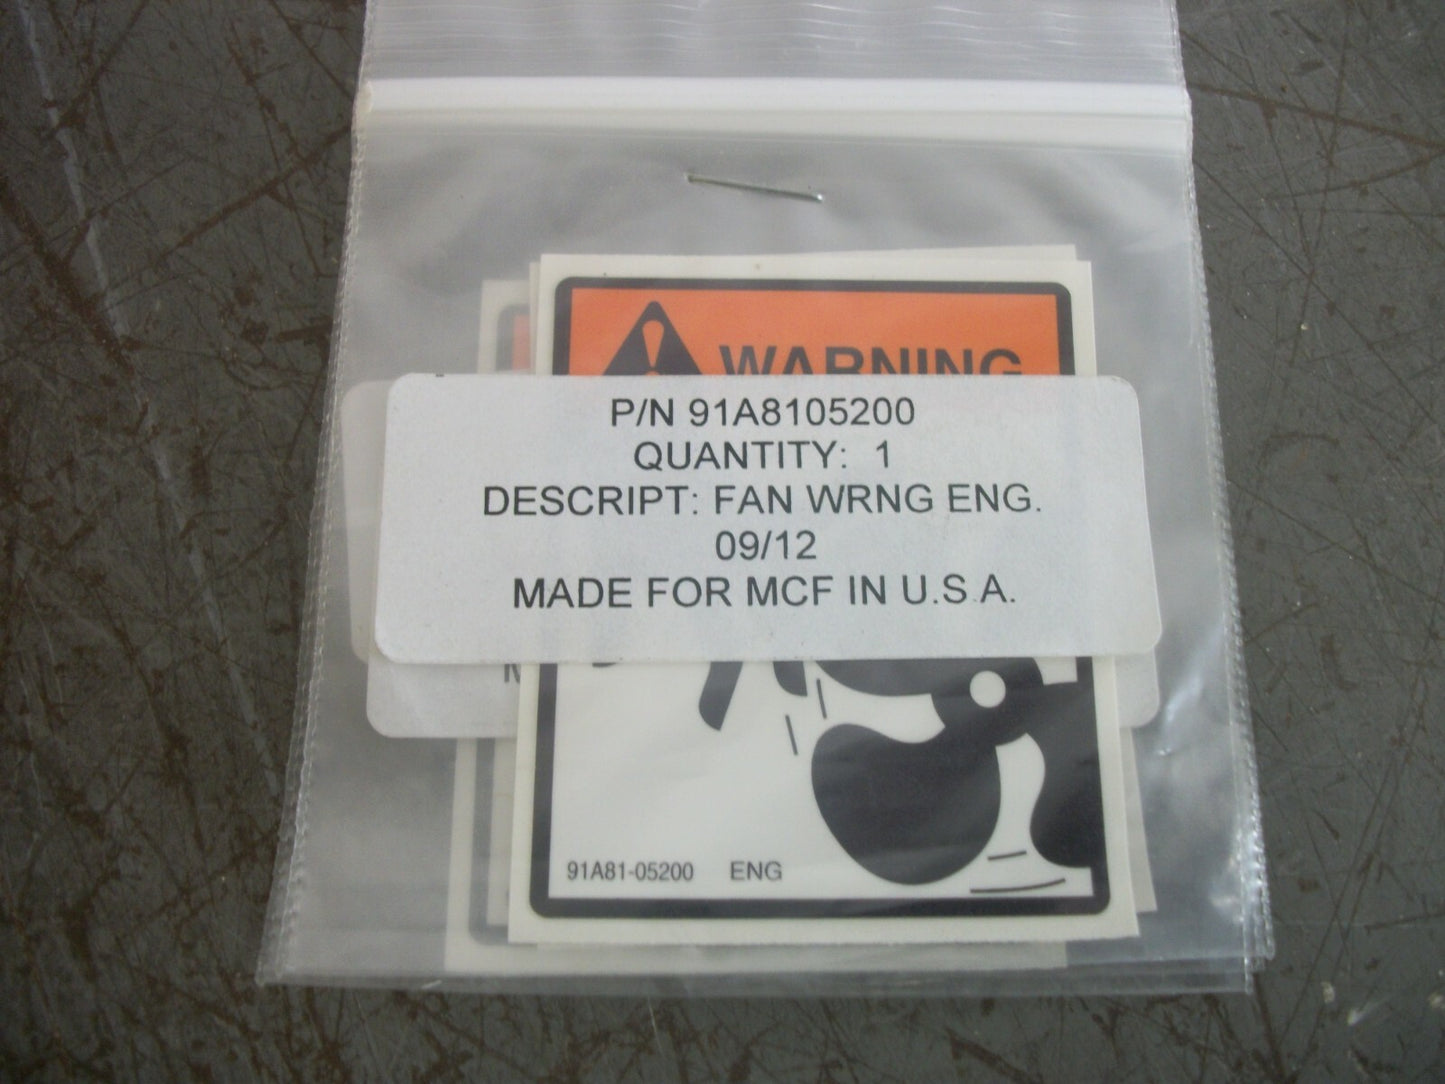 WARNING
P/N 91A8105200
QUANTITY: 1
DESCRIPT: FAN WRNG ENG.
09/12
MADE FOR MCF IN U.S.A.
91A81-05200 ENG